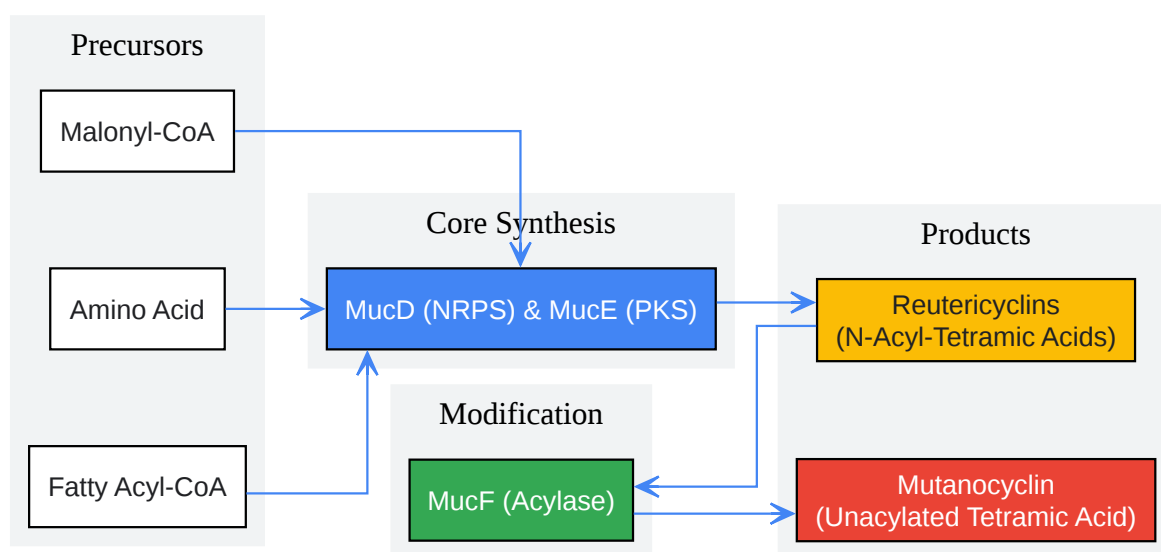 Precursors
Malonyl-CoA
Amino Acid
Fatty Acyl-CoA
Core Synthesis
MucD (NRPS) & MucE (PKS)
Modification
MucF (Acylase)
Products
Reutericyclins
(N-Acyl-Tetramic Acids)
Mutanocyclin
(Unacylated Tetramic Acid)